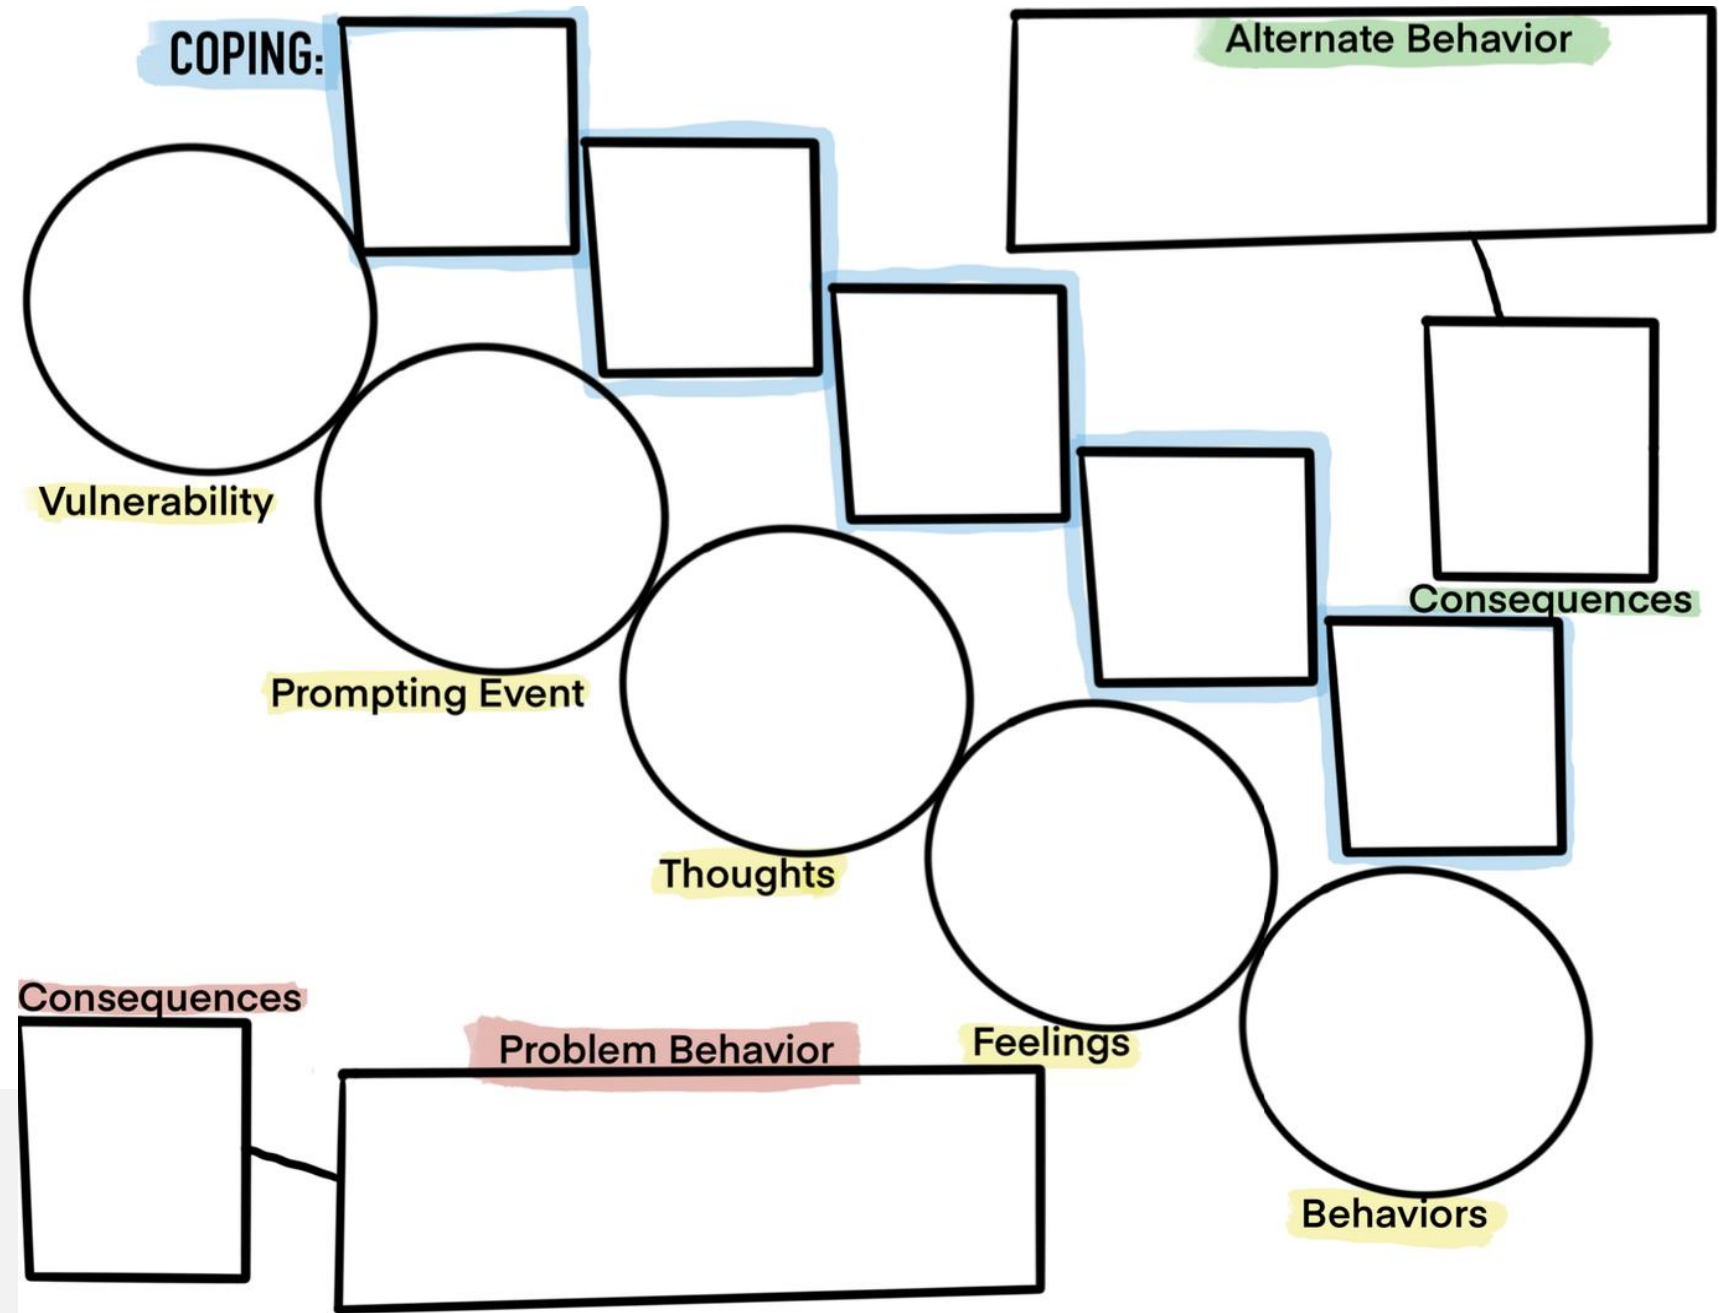 COPING:
Alternate Behavior
Vulnerability
Consequences
Prompting Event
Thoughts
Consequences
Problem Behavior
Feelings
Behaviors